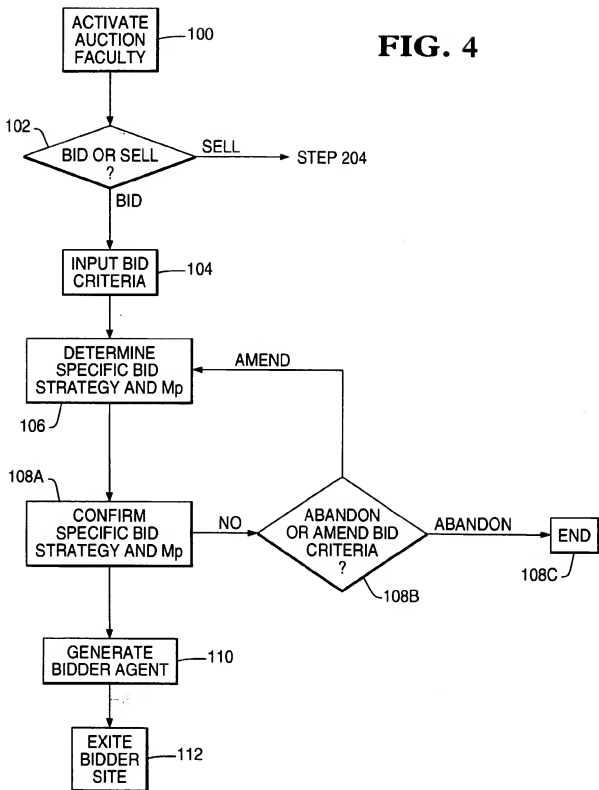 ACTIVATE
AUCTION
FACULTY
100
FIG. 4
102
BID OR SELL
?
SELL
STEP 204
BID
INPUT BID
CRITERIA
104
DETERMINE
SPECIFIC BID
STRATEGY AND Mp
106
AMEND
108A
CONFIRM
SPECIFIC BID
STRATEGY AND Mp
NO
ABANDON
OR AMEND BID
CRITERIA
?
108B
ABANDON
END
108C
GENERATE
BIDDER AGENT
110
EXITE
BIDDER
SITE
112